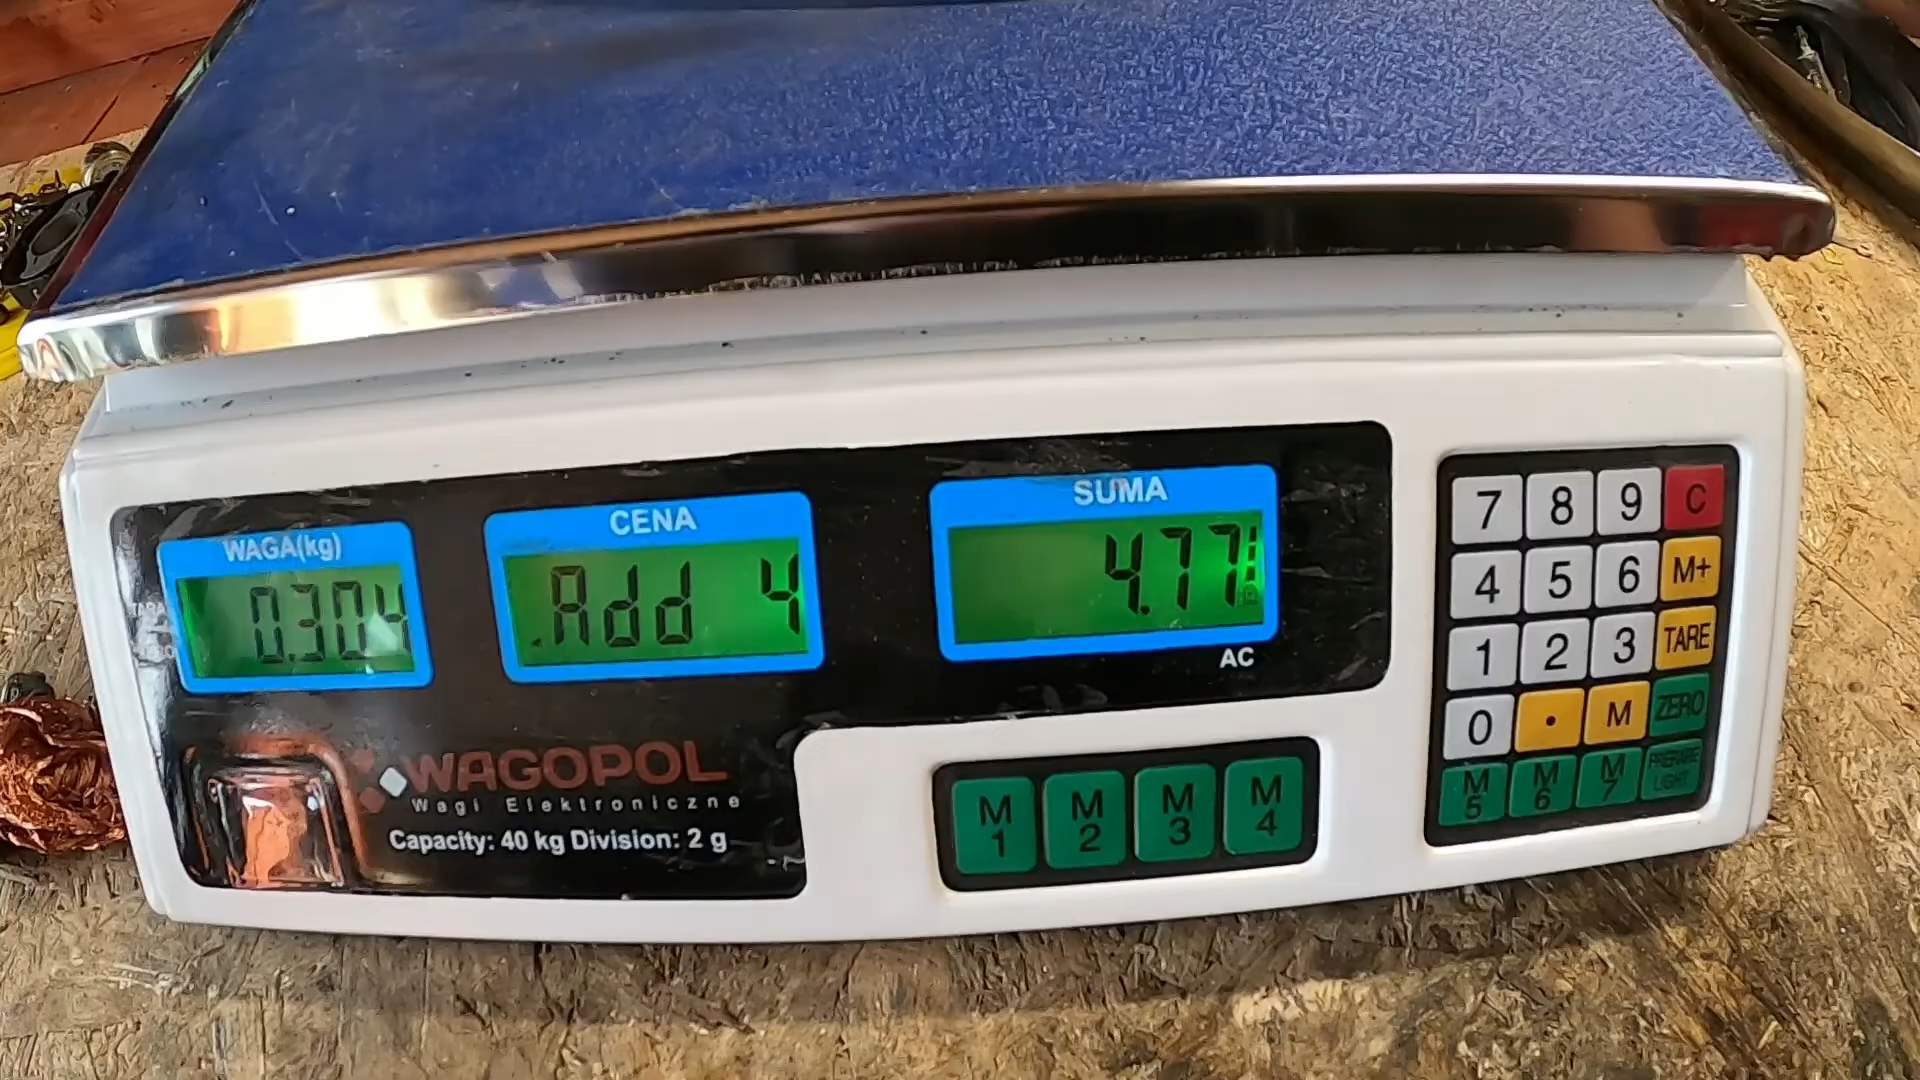 WAGA(kg)
0.304
CENA
.Add 4
SUMA
4.77
AC
WAGOPOL
Wagi Elektroniczne
Capacity: 40 kg Division: 2 g
M 1
M 2
M 3
M 4
7 8 9 C
4 5 6 M+
1 2 3 TARE
0 . M ZERO
M 5 M 6 M 7 LIGHT